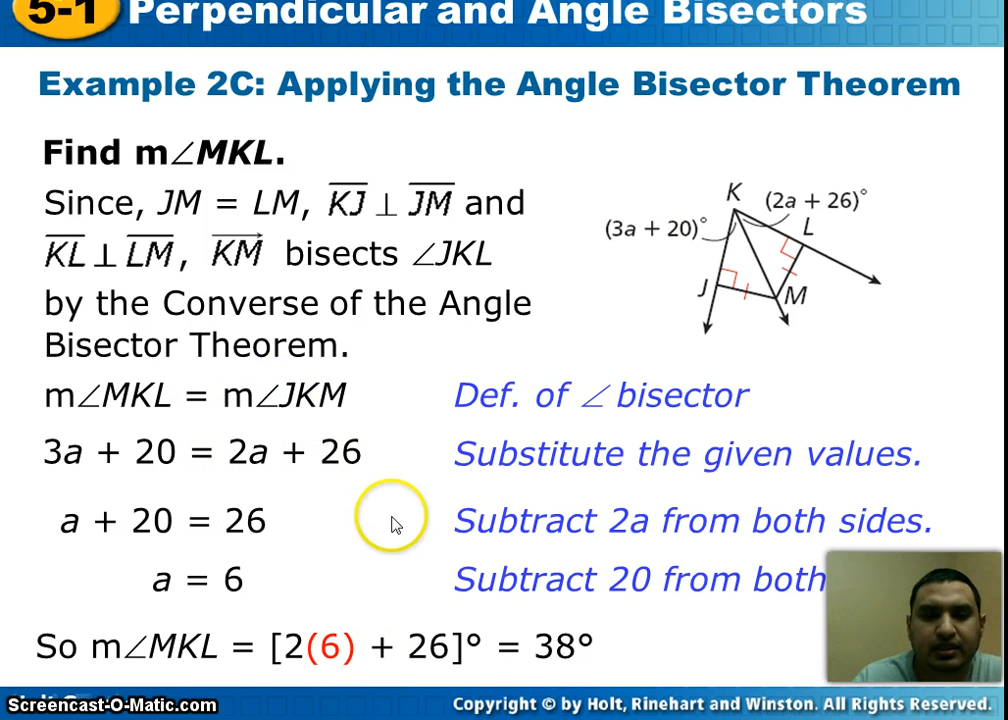 5-1 Perpendicular and Angle Bisectors
Example 2C: Applying the Angle Bisector Theorem
Find m∠MKL.
Since, JM = LM, KJ ⊥ JM and
KL ⊥ LM, KM bisects ∠JKL
by the Converse of the Angle
Bisector Theorem.
K
(2a + 26)°
(3a + 20)°
L
J
M
m∠MKL = m∠JKM Def. of ∠ bisector
3a + 20 = 2a + 26 Substitute the given values.
a + 20 = 26 Subtract 2a from both sides.
a = 6 Subtract 20 from both
So m∠MKL = [2(6) + 26]° = 38°
Screencast-O-Matic.com
Copyright © by Holt, Rinehart and Winston. All Rights Reserved.